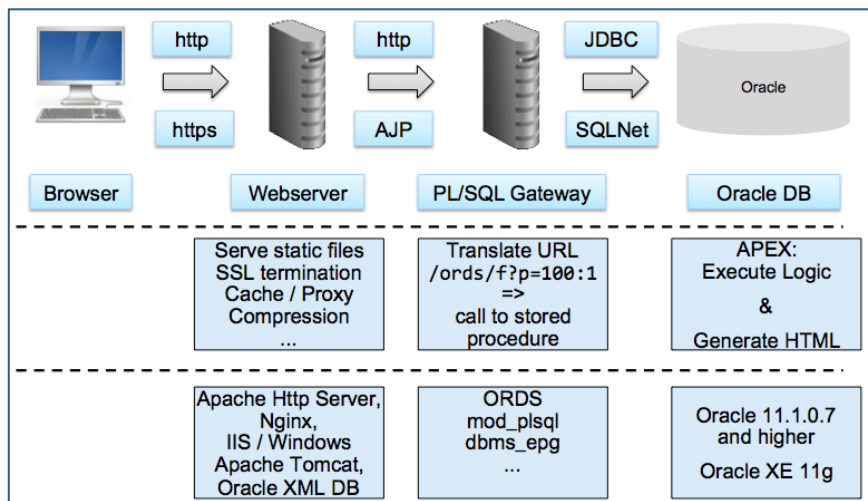 http
http
JDBC
Oracle
https
AJP
SQLNet
Browser
Webserver
PL/SQL Gateway
Oracle DB
Serve static files
SSL termination
Cache / Proxy
Compression
...
Translate URL
/ords/f?p=100:1
=>
call to stored
procedure
APEX:
Execute Logic
&
Generate HTML
Apache Http Server,
Nginx,
IIS / Windows
Apache Tomcat,
Oracle XML DB
ORDS
mod_plsql
dbms_epg
...
Oracle 11.1.0.7
and higher
Oracle XE 11g